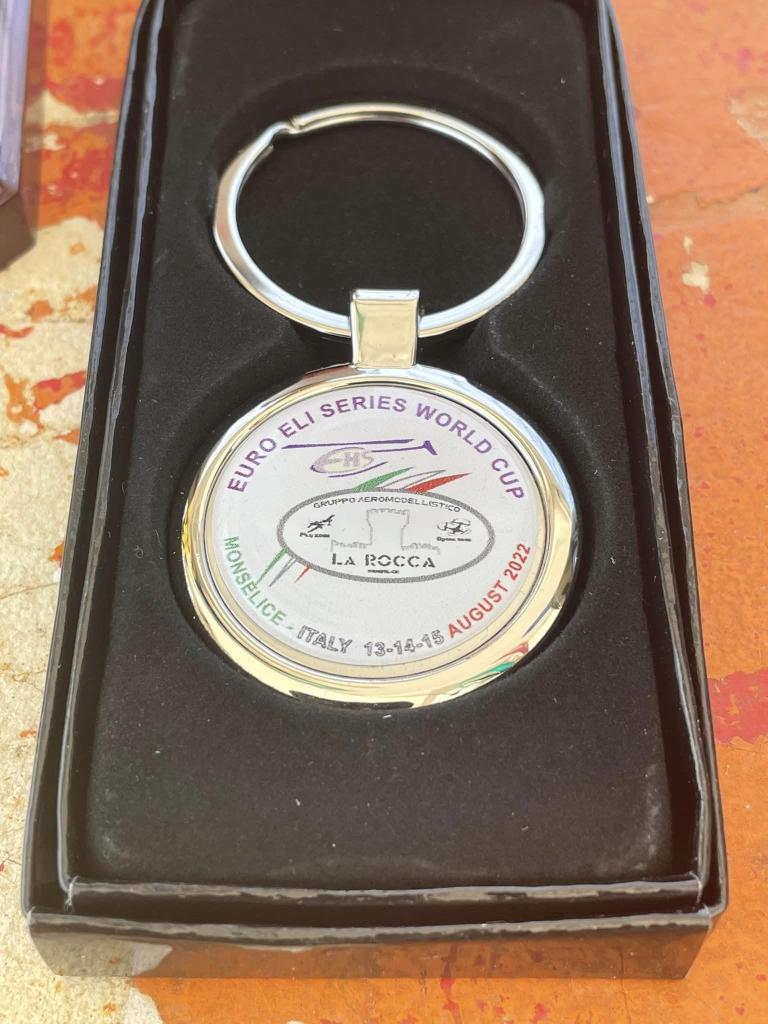 EURO ELI SERIES WORLD CUP
EHS
GRUPPO AEROMODELLISTICO
LA ROCCA
MONSELICE - ITALY 13-14-15 AUGUST 2022